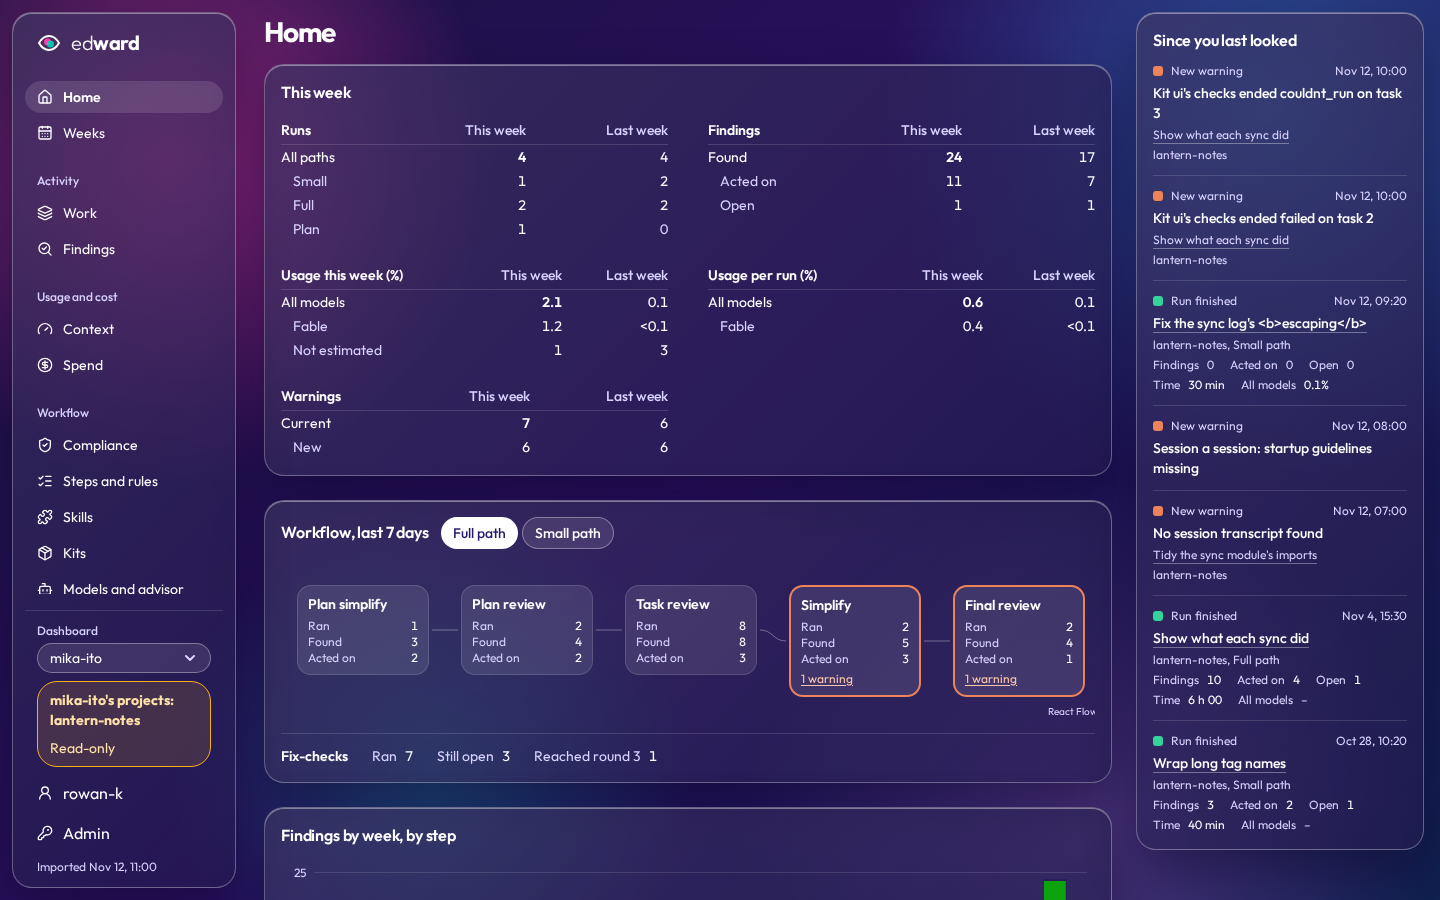 edward
Home
Weeks
Activity
Work
Findings
Usage and cost
Context
Spend
Workflow
Compliance
Steps and rules
Skills
Kits
Models and advisor
Dashboard
mika-ito
mika-ito's projects:
lantern-notes
Read-only
rowan-k
Admin
Imported Nov 12, 11:00
Home
This week
Runs This week Last week
All paths 4 4
Small 1 2
Full 2 2
Plan 1 0
Findings This week Last week
Found 24 17
Acted on 11 7
Open 1 1
Usage this week (%) This week Last week
All models 2.1 0.1
Fable 1.2 <0.1
Not estimated 1 3
Usage per run (%) This week Last week
All models 0.6 0.1
Fable 0.4 <0.1
Warnings This week Last week
Current 7 6
New 6 6
Workflow, last 7 days Full path Small path
Plan simplify
Ran 1
Found 3
Acted on 2
Plan review
Ran 2
Found 4
Acted on 2
Task review
Ran 8
Found 8
Acted on 3
Simplify
Ran 2
Found 5
Acted on 3
1 warning
Final review
Ran 2
Found 4
Acted on 1
1 warning
React Flow
Fix-checks Ran 7 Still open 3 Reached round 3 1
Findings by week, by step
25
Since you last looked
New warning Nov 12, 10:00
Kit ui's checks ended couldnt_run on task
3
Show what each sync did
lantern-notes
New warning Nov 12, 10:00
Kit ui's checks ended failed on task 2
Show what each sync did
lantern-notes
Run finished Nov 12, 09:20
Fix the sync log's <b>escaping</b>
lantern-notes, Small path
Findings 0 Acted on 0 Open 0
Time 30 min All models 0.1%
New warning Nov 12, 08:00
Session a session: startup guidelines
missing
New warning Nov 12, 07:00
No session transcript found
Tidy the sync module's imports
lantern-notes
Run finished Nov 4, 15:30
Show what each sync did
lantern-notes, Full path
Findings 10 Acted on 4 Open 1
Time 6 h 00 All models –
Run finished Oct 28, 10:20
Wrap long tag names
lantern-notes, Small path
Findings 3 Acted on 2 Open 1
Time 40 min All models –